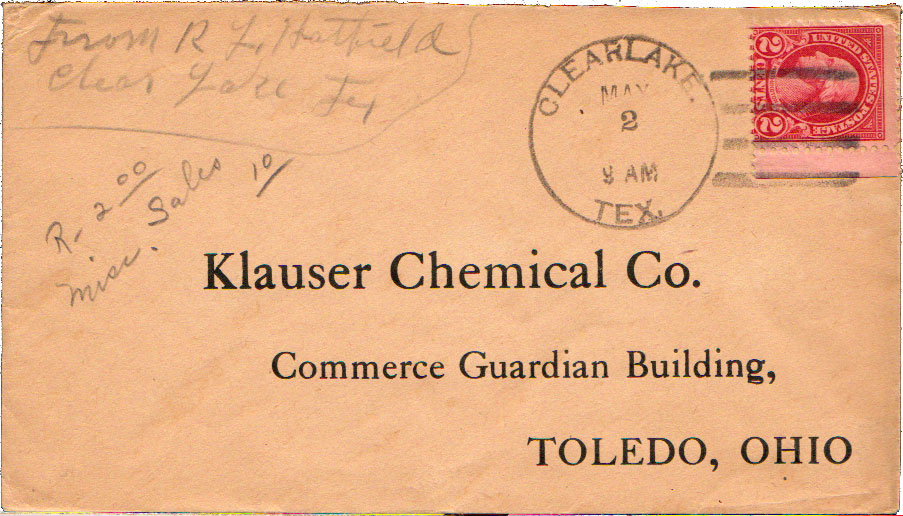 From R L. Hatfield
Clear Lake Tex
R - 2 00/
Misc. Sales 10/
CLEARLAKE.
MAY
2
9 AM
TEX.
UNITED STATES POSTAGE
2 CENTS 2
Klauser Chemical Co.
Commerce Guardian Building,
TOLEDO, OHIO